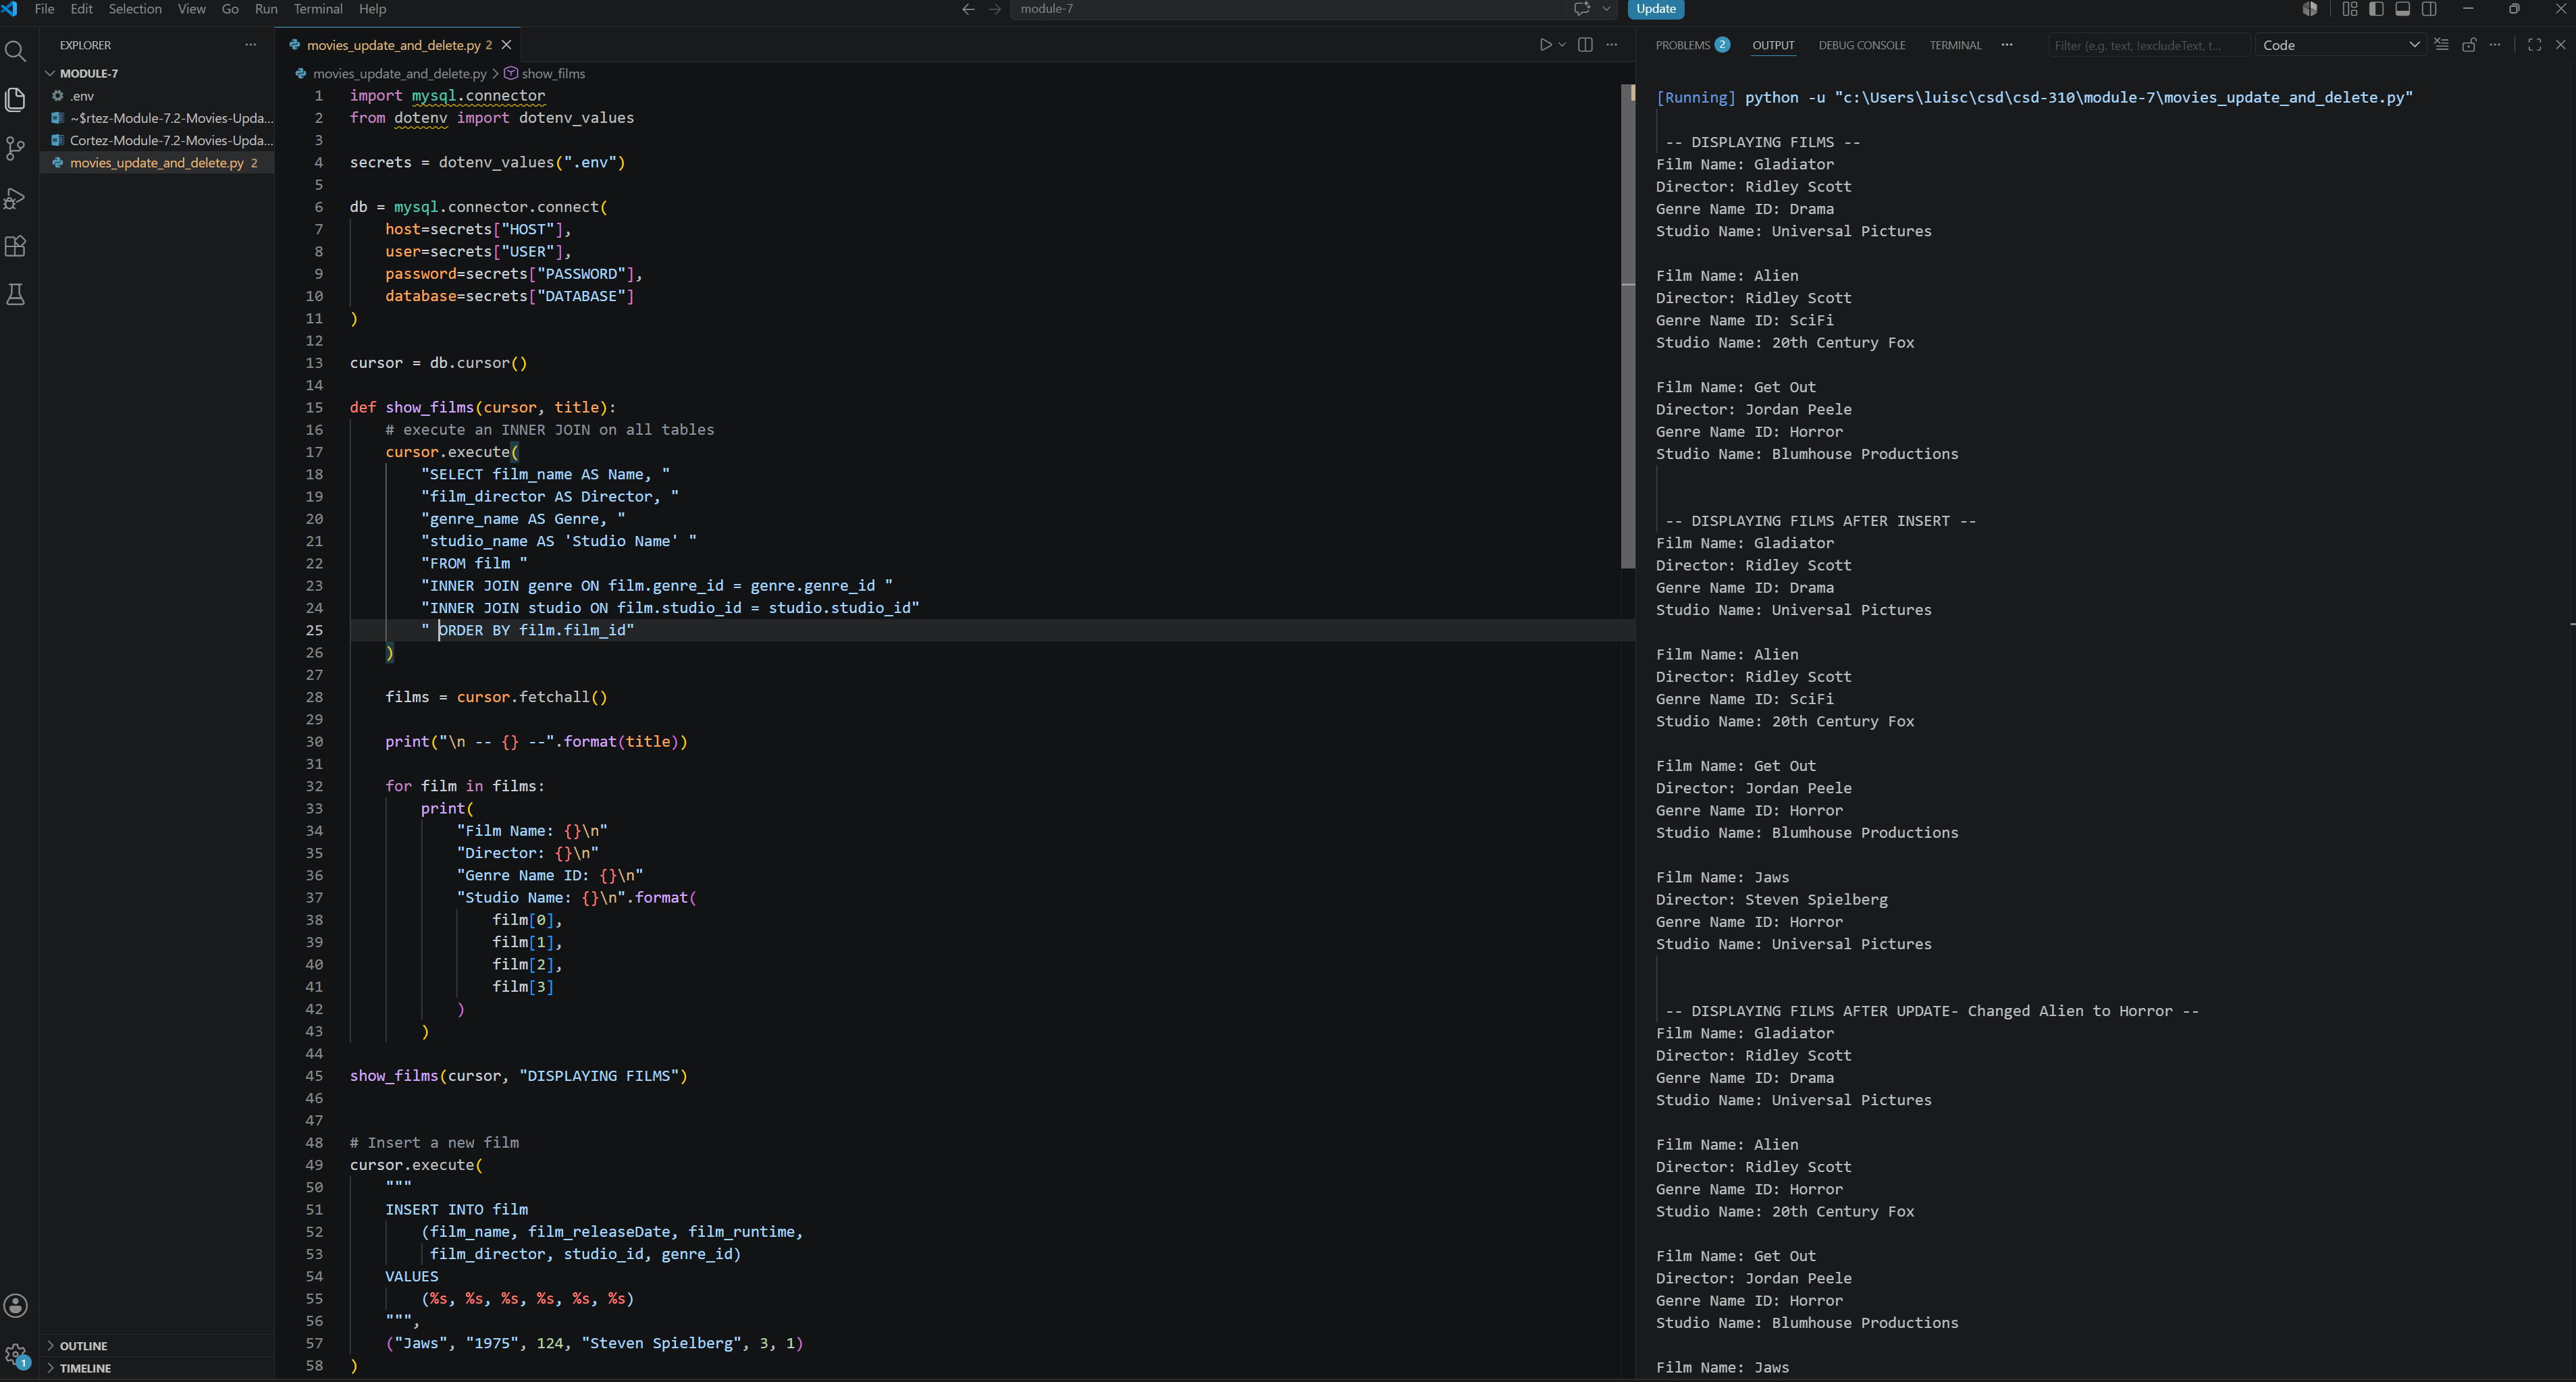 File Edit Selection View Go Run Terminal Help
module-7
Update
EXPLORER
MODULE-7
.env
~$rtez-Module-7.2-Movies-Upda...
Cortez-Module-7.2-Movies-Upda...
movies_update_and_delete.py 2
OUTLINE
TIMELINE
1
movies_update_and_delete.py 2
movies_update_and_delete.py > show_films
1 import mysql.connector
2 from dotenv import dotenv_values
3
4 secrets = dotenv_values(".env")
5
6 db = mysql.connector.connect(
7 host=secrets["HOST"],
8 user=secrets["USER"],
9 password=secrets["PASSWORD"],
10 database=secrets["DATABASE"]
11 )
12
13 cursor = db.cursor()
14
15 def show_films(cursor, title):
16 # execute an INNER JOIN on all tables
17 cursor.execute(
18 "SELECT film_name AS Name, "
19 "film_director AS Director, "
20 "genre_name AS Genre, "
21 "studio_name AS 'Studio Name' "
22 "FROM film "
23 "INNER JOIN genre ON film.genre_id = genre.genre_id "
24 "INNER JOIN studio ON film.studio_id = studio.studio_id"
25 " ORDER BY film.film_id"
26 )
27
28 films = cursor.fetchall()
29
30 print("\n -- {} --".format(title))
31
32 for film in films:
33 print(
34 "Film Name: {}\n"
35 "Director: {}\n"
36 "Genre Name ID: {}\n"
37 "Studio Name: {}\n".format(
38 film[0],
39 film[1],
40 film[2],
41 film[3]
42 )
43 )
44
45 show_films(cursor, "DISPLAYING FILMS")
46
47
48 # Insert a new film
49 cursor.execute(
50 """
51 INSERT INTO film
52 (film_name, film_releaseDate, film_runtime,
53 film_director, studio_id, genre_id)
54 VALUES
55 (%s, %s, %s, %s, %s, %s)
56 """,
57 ("Jaws", "1975", 124, "Steven Spielberg", 3, 1)
58 )
PROBLEMS 2 OUTPUT DEBUG CONSOLE TERMINAL
Filter (e.g. text, !excludeText, t...
Code
[Running] python -u "c:\Users\luisc\csd\csd-310\module-7\movies_update_and_delete.py"
-- DISPLAYING FILMS --
Film Name: Gladiator
Director: Ridley Scott
Genre Name ID: Drama
Studio Name: Universal Pictures
Film Name: Alien
Director: Ridley Scott
Genre Name ID: SciFi
Studio Name: 20th Century Fox
Film Name: Get Out
Director: Jordan Peele
Genre Name ID: Horror
Studio Name: Blumhouse Productions
-- DISPLAYING FILMS AFTER INSERT --
Film Name: Gladiator
Director: Ridley Scott
Genre Name ID: Drama
Studio Name: Universal Pictures
Film Name: Alien
Director: Ridley Scott
Genre Name ID: SciFi
Studio Name: 20th Century Fox
Film Name: Get Out
Director: Jordan Peele
Genre Name ID: Horror
Studio Name: Blumhouse Productions
Film Name: Jaws
Director: Steven Spielberg
Genre Name ID: Horror
Studio Name: Universal Pictures
-- DISPLAYING FILMS AFTER UPDATE- Changed Alien to Horror --
Film Name: Gladiator
Director: Ridley Scott
Genre Name ID: Drama
Studio Name: Universal Pictures
Film Name: Alien
Director: Ridley Scott
Genre Name ID: Horror
Studio Name: 20th Century Fox
Film Name: Get Out
Director: Jordan Peele
Genre Name ID: Horror
Studio Name: Blumhouse Productions
Film Name: Jaws